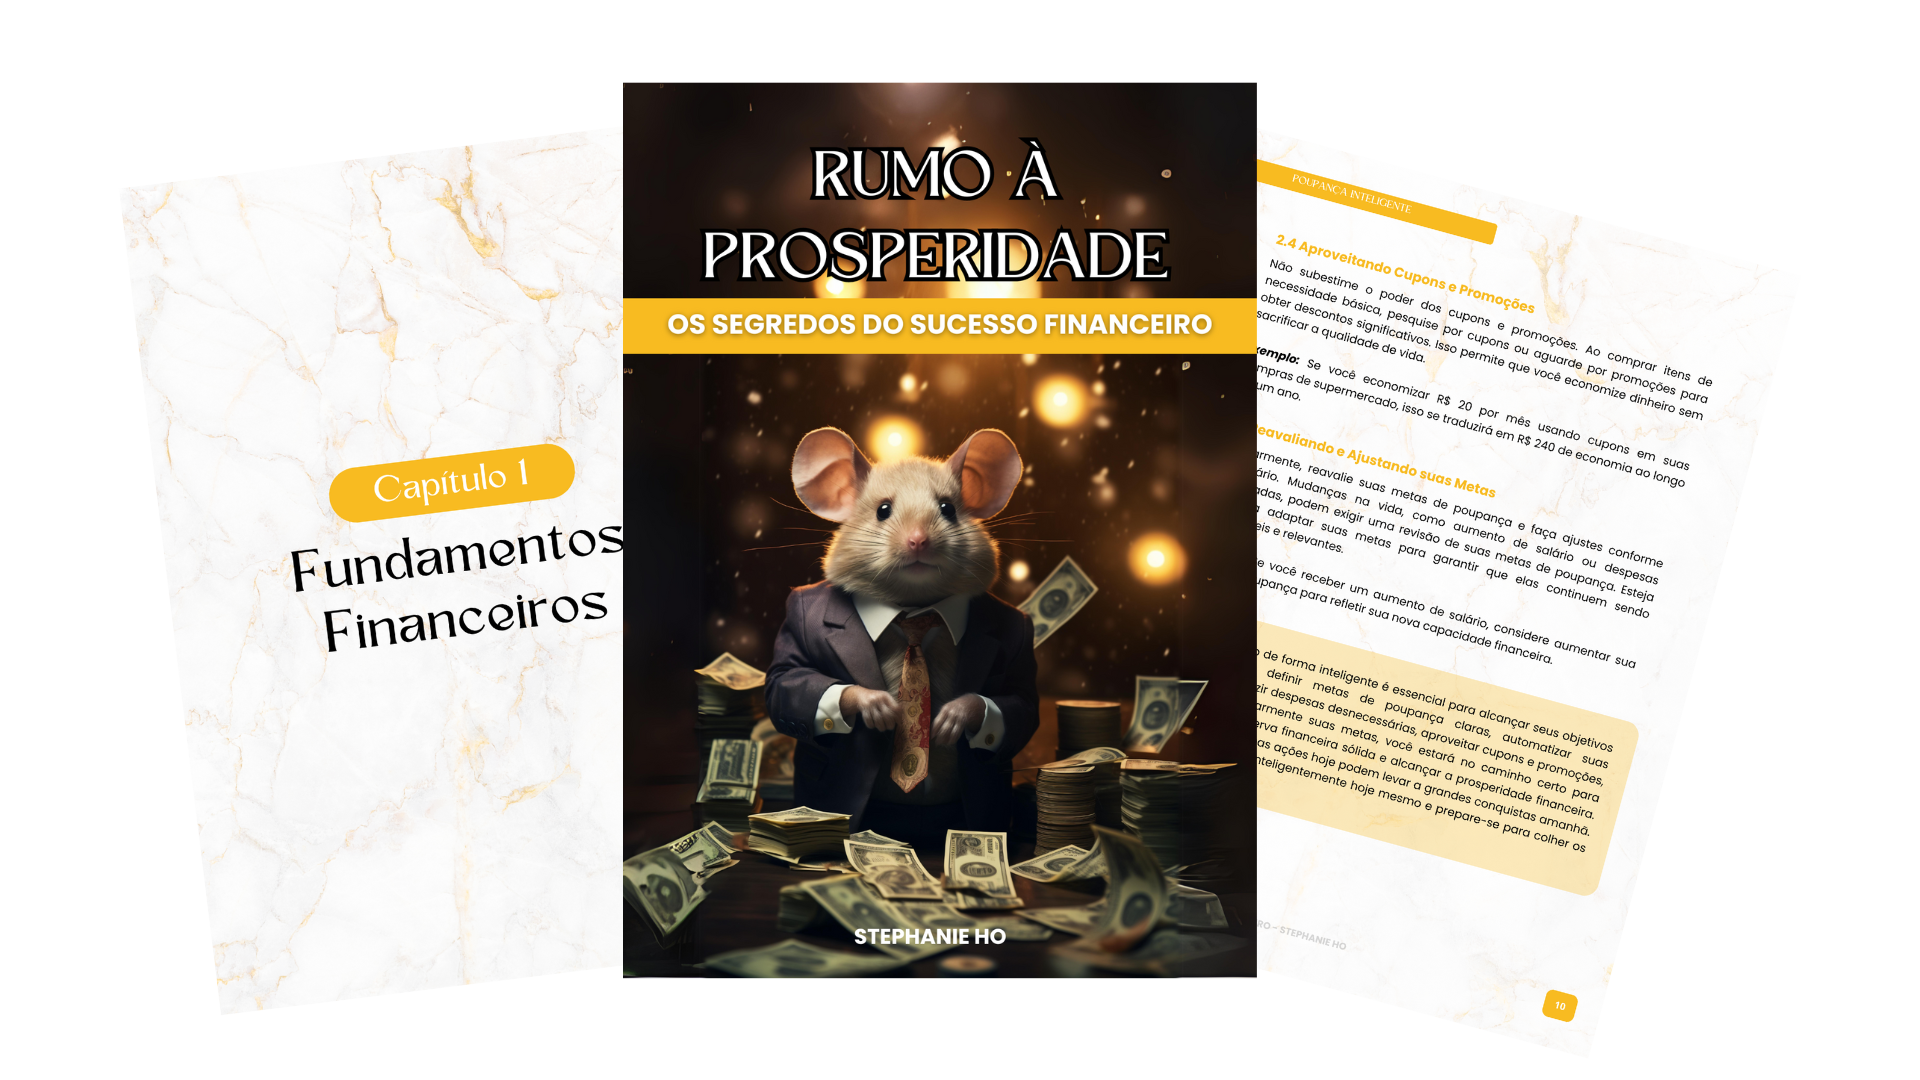 Capítulo 1
Fundamentos
Financeiros
RUMO À
PROSPERIDADE
OS SEGREDOS DO SUCESSO FINANCEIRO
STEPHANIE HO
POUPANÇA INTELIGENTE
2.4 Aproveitando Cupons e Promoções
Não subestime o poder dos cupons e promoções. Ao comprar itens de
necessidade básica, pesquise por cupons ou aguarde por promoções para
obter descontos significativos. Isso permite que você economize dinheiro sem
sacrificar a qualidade de vida.
xemplo: Se você economizar R$ 20 por mês usando cupons em suas
mpras de supermercado, isso se traduzirá em R$ 240 de economia ao longo
um ano.
eavaliando e Ajustando suas Metas
armente, reavalie suas metas de poupança e faça ajustes conforme
ário. Mudanças na vida, como aumento de salário ou despesas
adas, podem exigir uma revisão de suas metas de poupança. Esteja
adaptar suas metas para garantir que elas continuem sendo
eis e relevantes.
e você receber um aumento de salário, considere aumentar sua
upança para refletir sua nova capacidade financeira.
o de forma inteligente é essencial para alcançar seus objetivos
definir metas de poupança claras, automatizar suas
zir despesas desnecessárias, aproveitar cupons e promoções,
armente suas metas, você estará no caminho certo para
erva financeira sólida e alcançar a prosperidade financeira.
as ações hoje podem levar a grandes conquistas amanhã.
nteligentemente hoje mesmo e prepare-se para colher os
RO - STEPHANIE HO
10